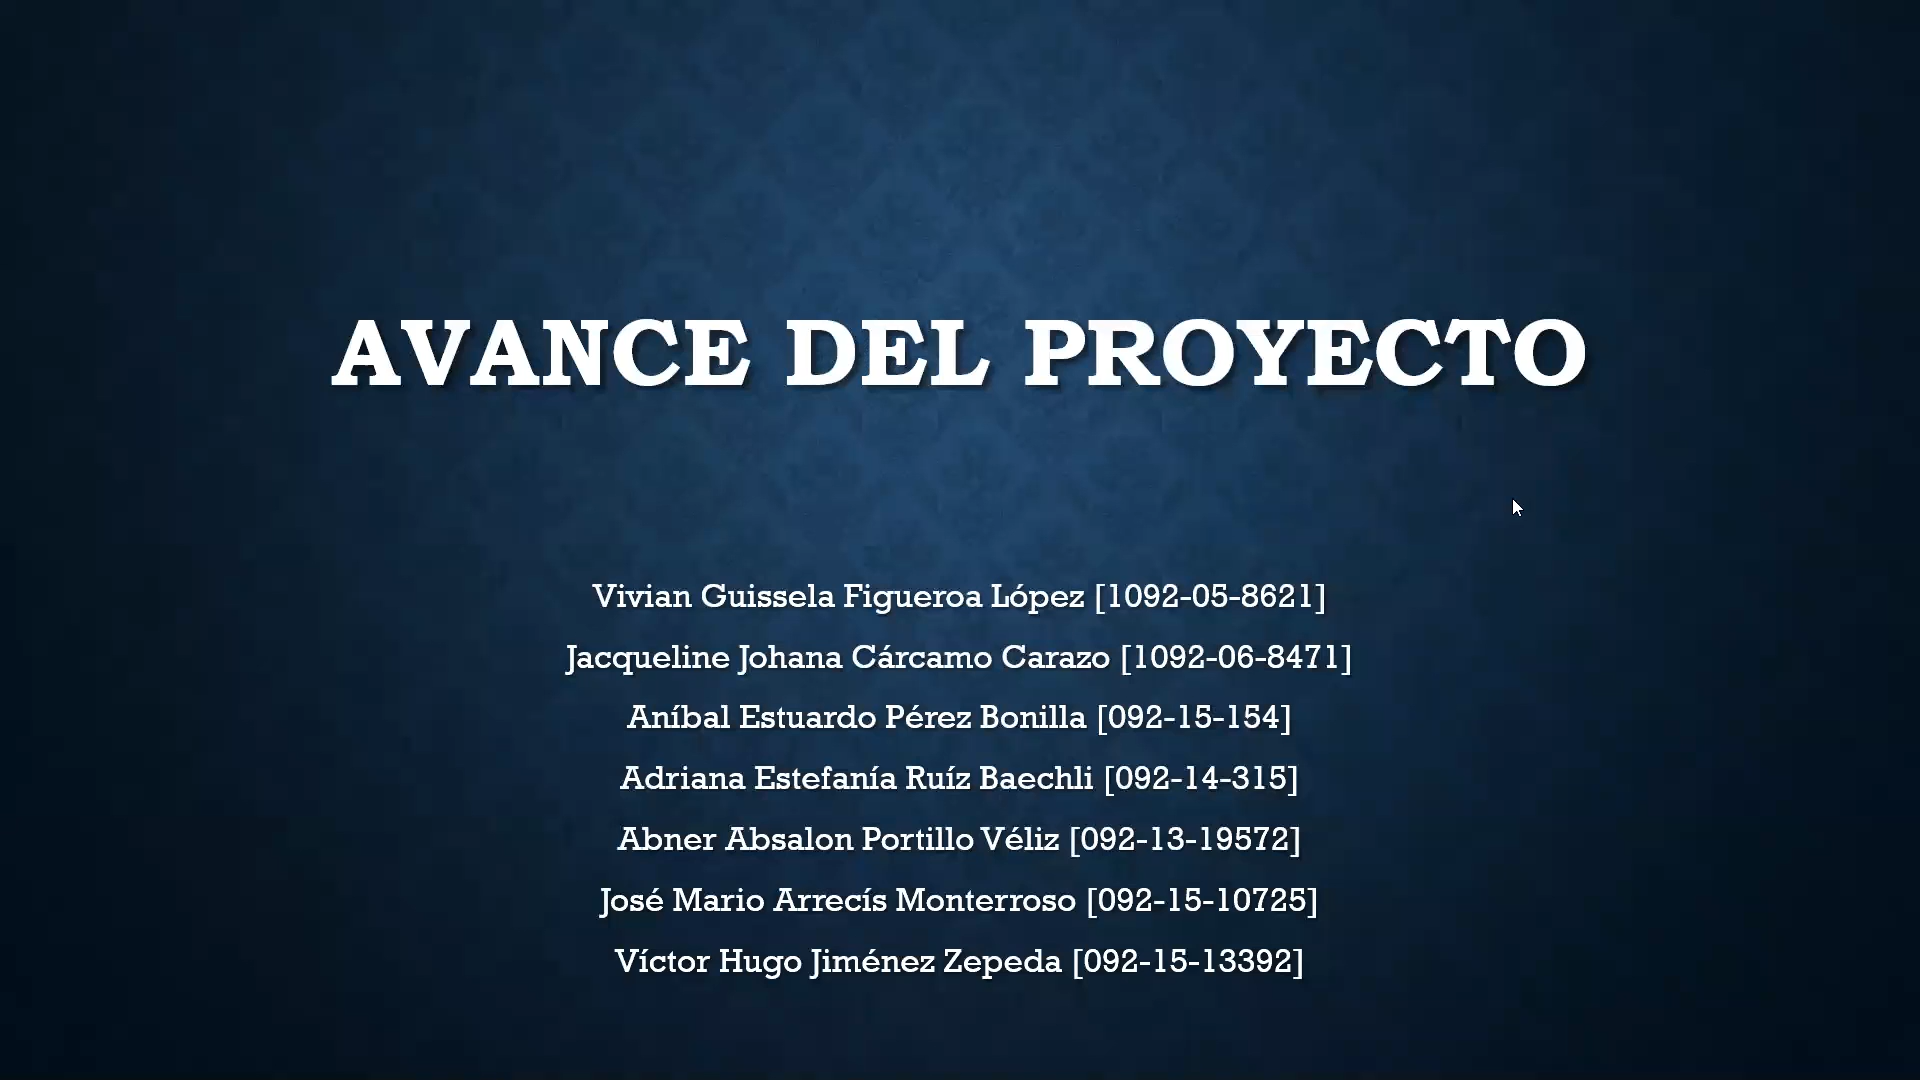 AVANCE DEL PROYECTO
Vivian Guissela Figueroa López [1092-05-8621]
Jacqueline Johana Cárcamo Carazo [1092-06-8471]
Aníbal Estuardo Pérez Bonilla [092-15-154]
Adriana Estefanía Ruíz Baechli [092-14-315]
Abner Absalon Portillo Véliz [092-13-19572]
José Mario Arrecís Monterroso [092-15-10725]
Víctor Hugo Jiménez Zepeda [092-15-13392]